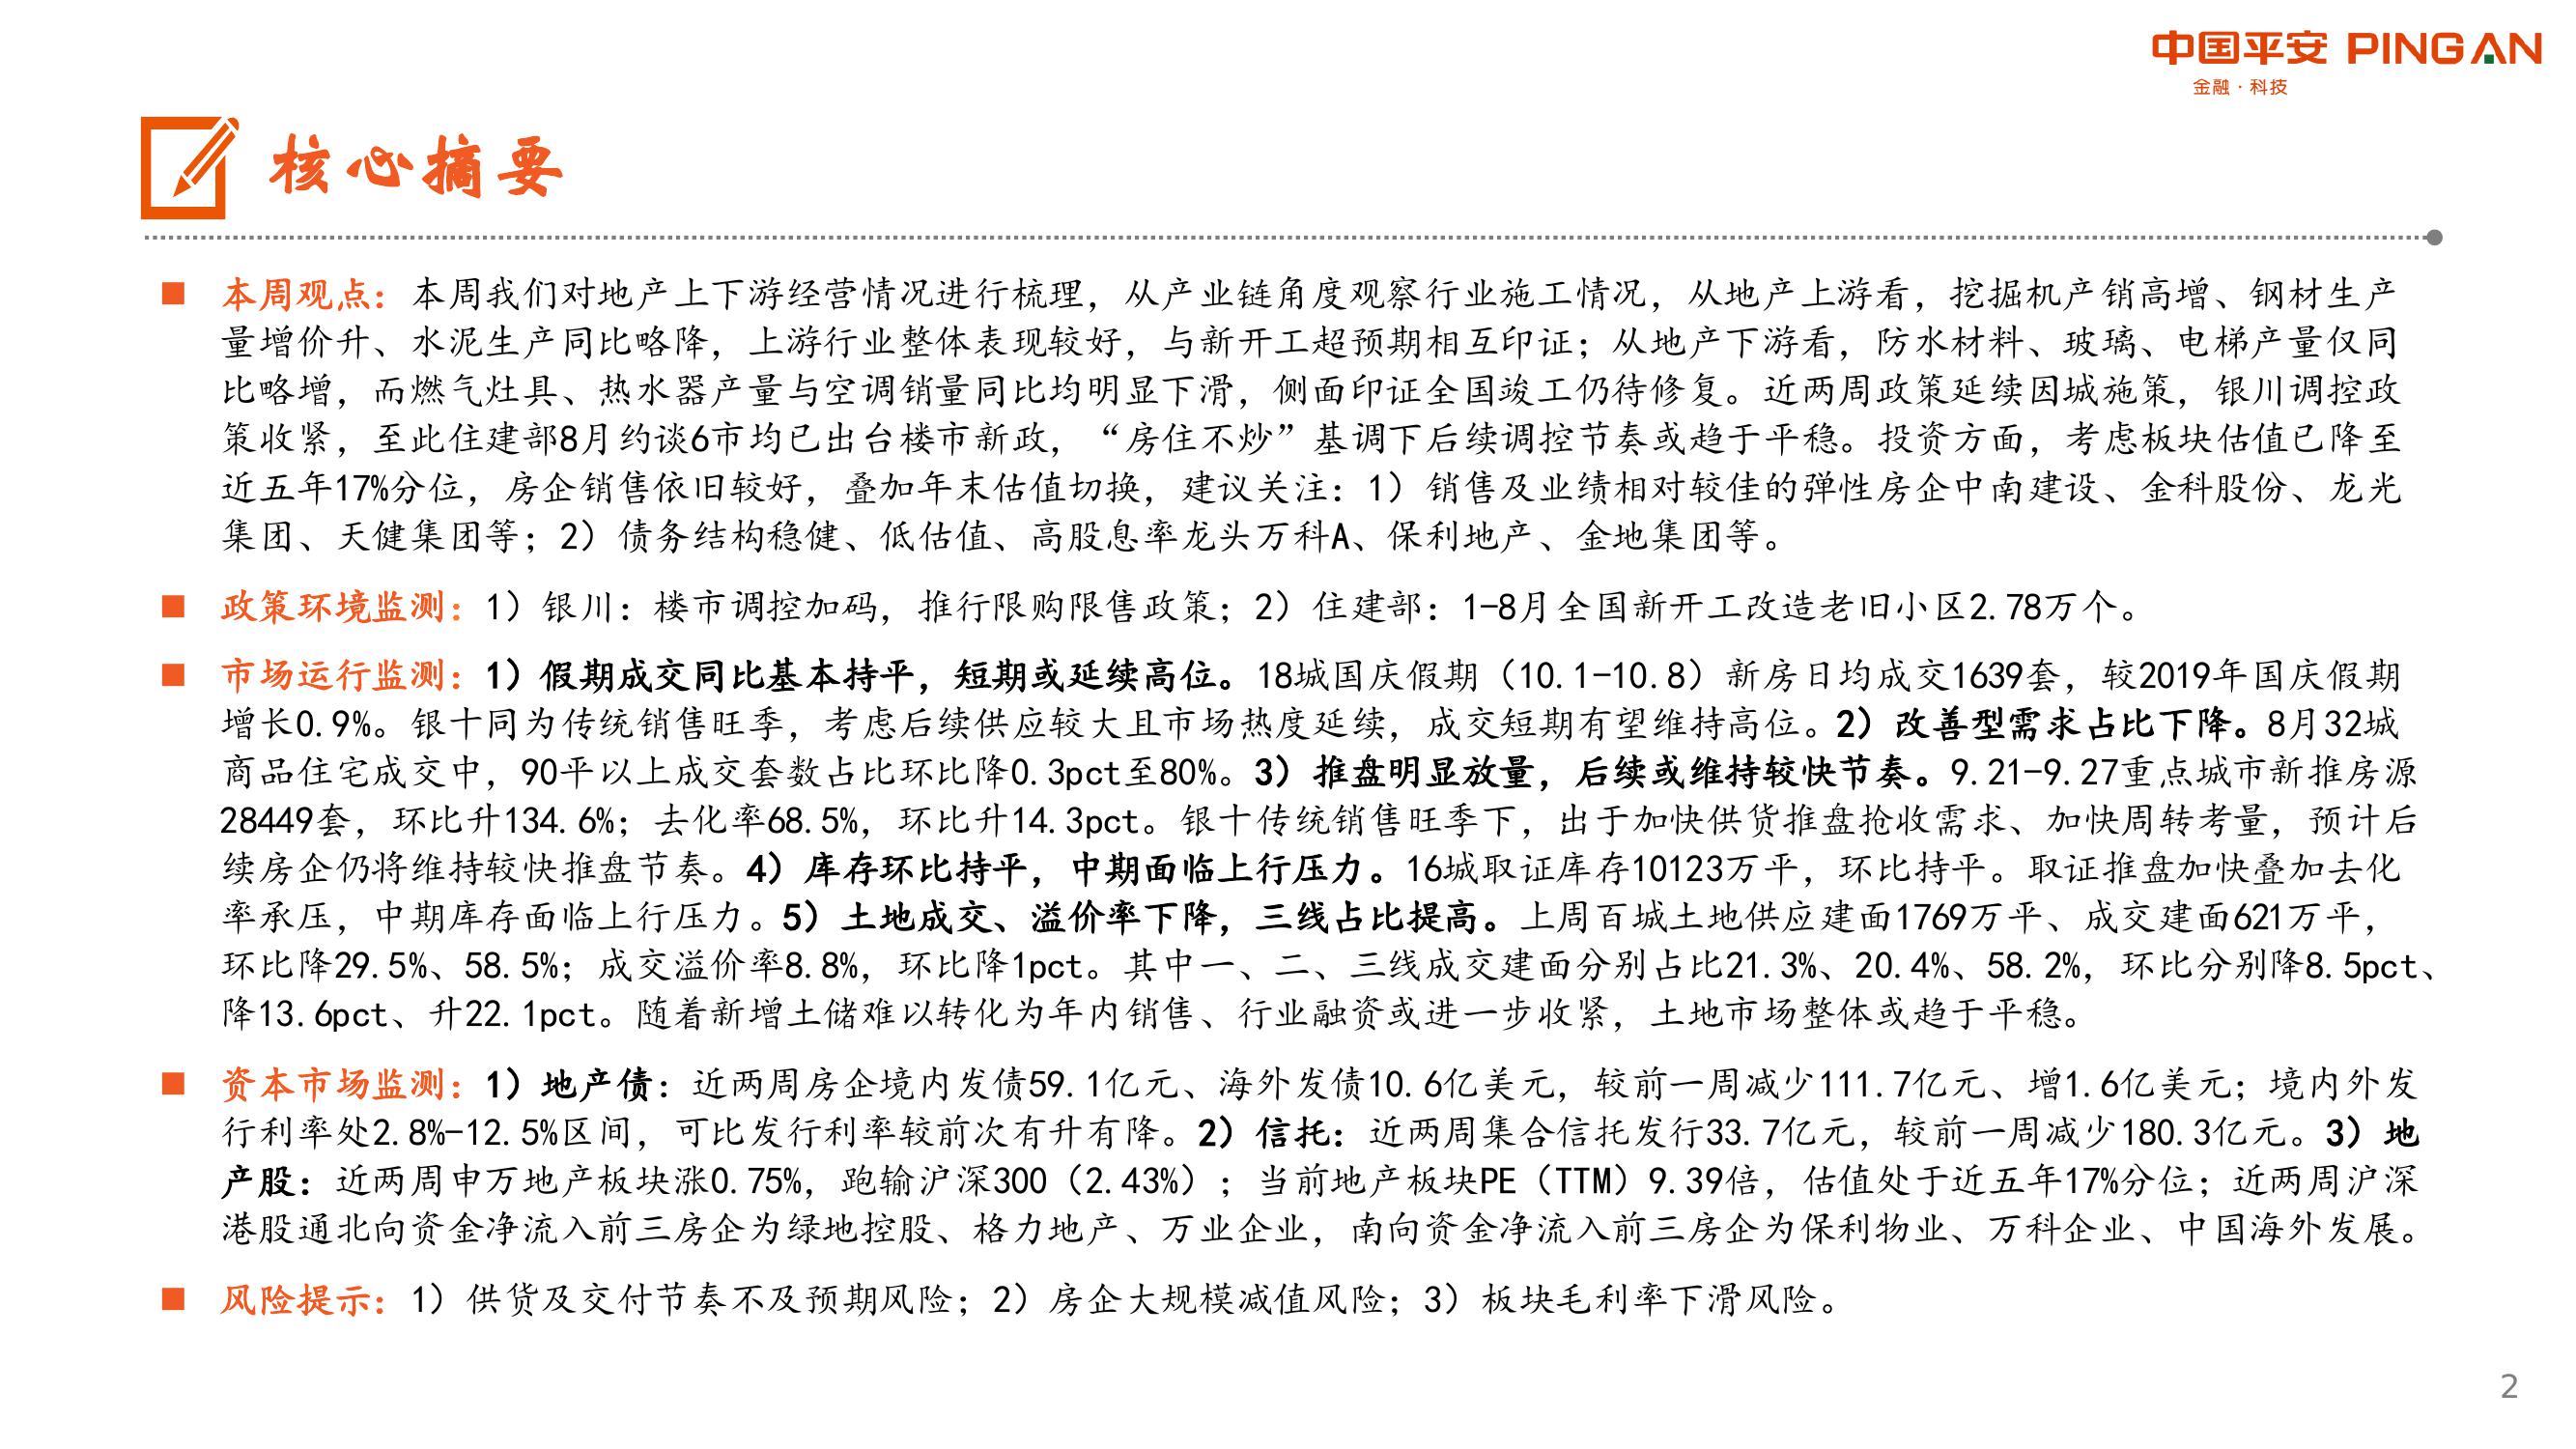 中国平安 PINGAN
金融·科技
核心摘要
本周观点：本周我们对地产上下游经营情况进行梳理，从产业链角度观察行业施工情况，从地产上游看，挖掘机产销高增、钢材生产
量增价升、水泥生产同比略降，上游行业整体表现较好，与新开工超预期相互印证；从地产下游看，防水材料、玻璃、电梯产量仅同
比略增，而燃气灶具、热水器产量与空调销量同比均明显下滑，侧面印证全国竣工仍待修复。近两周政策延续因城施策，银川调控政
策收紧，至此住建部8月约谈6市均已出台楼市新政，“房住不炒”基调下后续调控节奏或趋于平稳。投资方面，考虑板块估值已降至
近五年17%分位，房企销售依旧较好，叠加年末估值切换，建议关注：1）销售及业绩相对较佳的弹性房企中南建设、金科股份、龙光
集团、天健集团等；2）债务结构稳健、低估值、高股息率龙头万科A、保利地产、金地集团等。
政策环境监测：1）银川：楼市调控加码，推行限购限售政策；2）住建部：1-8月全国新开工改造老旧小区2.78万个。
市场运行监测：1）假期成交同比基本持平，短期或延续高位。18城国庆假期（10.1-10.8）新房日均成交1639套，较2019年国庆假期
增长0.9%。银十同为传统销售旺季，考虑后续供应较大且市场热度延续，成交短期有望维持高位。2）改善型需求占比下降。8月32城
商品住宅成交中，90平以上成交套数占比环比降0.3pct至80%。3）推盘明显放量，后续或维持较快节奏。9.21-9.27重点城市新推房源
28449套，环比升134.6%；去化率68.5%，环比升14.3pct。银十传统销售旺季下，出于加快供货推盘抢收需求、加快周转考量，预计后
续房企仍将维持较快推盘节奏。4）库存环比持平，中期面临上行压力。16城取证库存10123万平，环比持平。取证推盘加快叠加去化
率承压，中期库存面临上行压力。5）土地成交、溢价率下降，三线占比提高。上周百城土地供应建面1769万平、成交建面621万平，
环比降29.5%、58.5%；成交溢价率8.8%，环比降1pct。其中一、二、三线成交建面分别占比21.3%、20.4%、58.2%，环比分别降8.5pct、
降13.6pct、升22.1pct。随着新增土储难以转化为年内销售、行业融资或进一步收紧，土地市场整体或趋于平稳。
资本市场监测：1）地产债：近两周房企境内发债59.1亿元、海外发债10.6亿美元，较前一周减少111.7亿元、增1.6亿美元；境内外发
行利率处2.8%-12.5%区间，可比发行利率较前次有升有降。2）信托：近两周集合信托发行33.7亿元，较前一周减少180.3亿元。3）地
产股：近两周申万地产板块涨0.75%，跑输沪深300（2.43%）；当前地产板块PE（TTM）9.39倍，估值处于近五年17%分位；近两周沪深
港股通北向资金净流入前三房企为绿地控股、格力地产、万业企业，南向资金净流入前三房企为保利物业、万科企业、中国海外发展。
风险提示：1）供货及交付节奏不及预期风险；2）房企大规模减值风险；3）板块毛利率下滑风险。
2